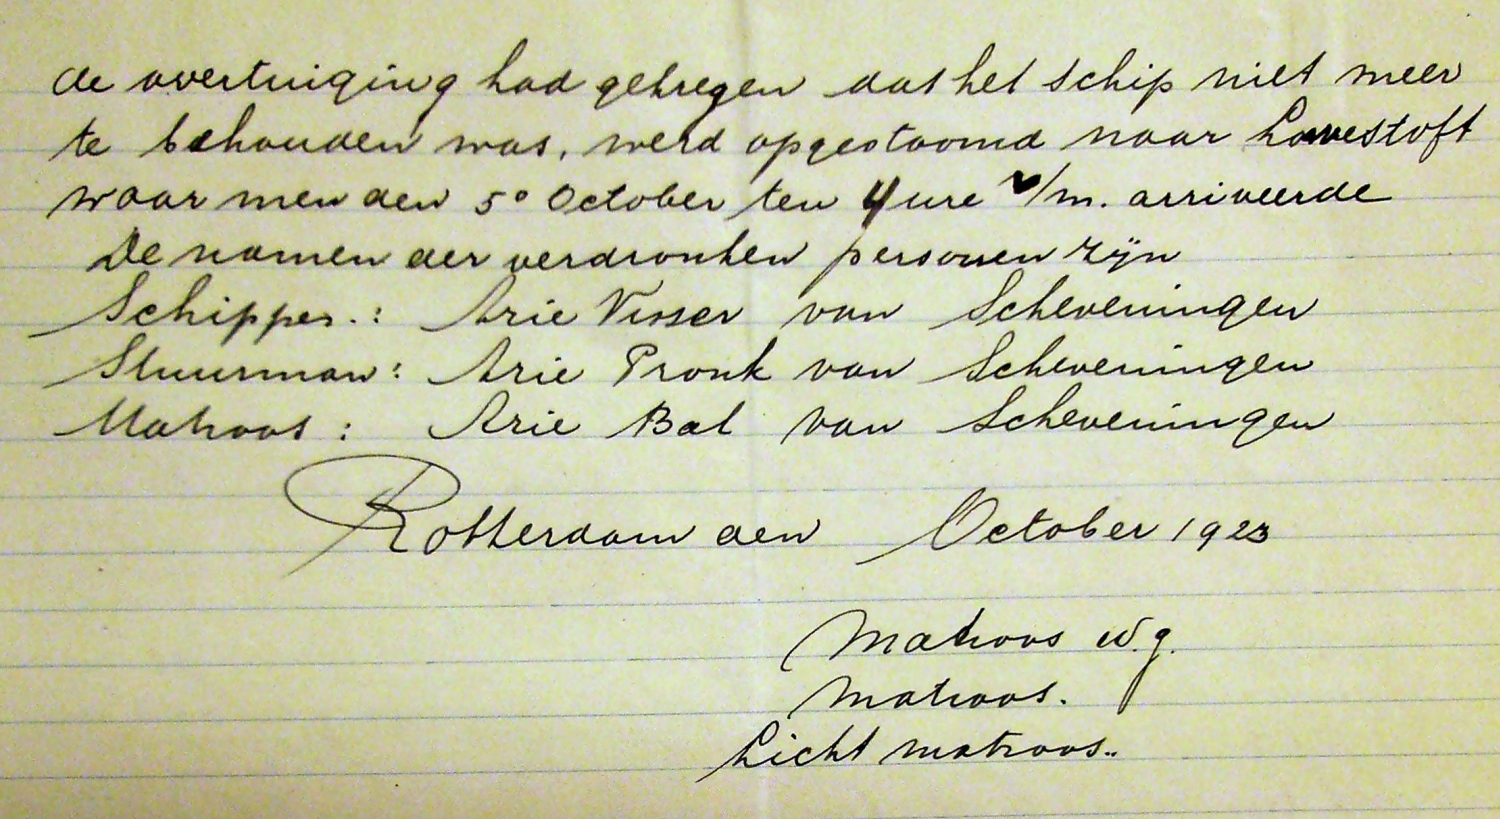 de overtuiging had gekregen dat het schip niet meer
te behouden was, werd opgestoomd naar Lowestoft
waar men den 5° October ten 4 ure v/m. arriveerde
De namen der verdronken personen zijn
Schipper.: Arie Visser van Scheveningen
Stuurman: Arie Pronk van Scheveningen
Matroos: Arie Bal van Scheveningen
Rotterdam den October 1923
Matroos w.g.
matroos.
Licht matroos..